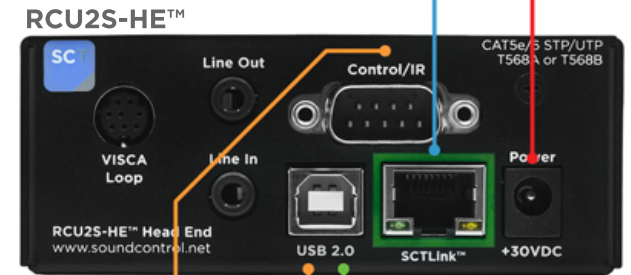 RCU2S-HE™
SCT
Line Out
Control/IR
CAT5e/6 STP/UTP
T568A or T568B
VISCA
Loop
Line In
Power
RCU2S-HE™ Head End
www.soundcontrol.net
USB 2.0
SCTLink™
+30VDC